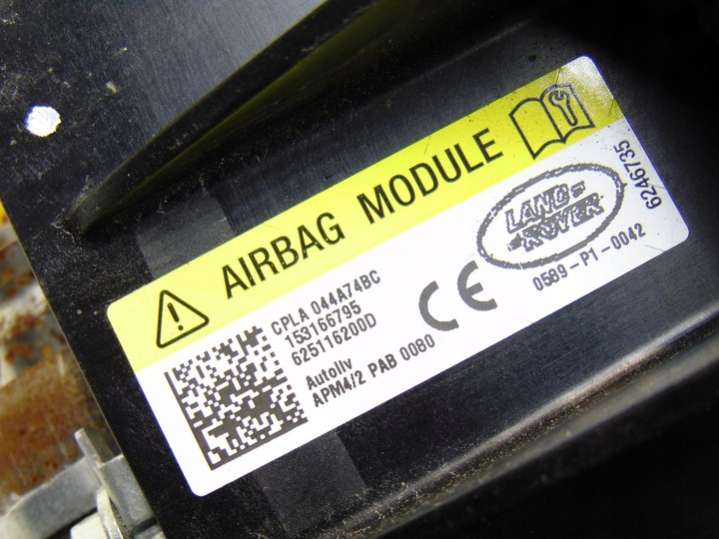 AIRBAG MODULE
CPLA 044A74BC
153166795
625116200D
Autoliv
APM4/2 PAB 0080
CE
LAND-
ROVER
0589-P1-0042
6246735